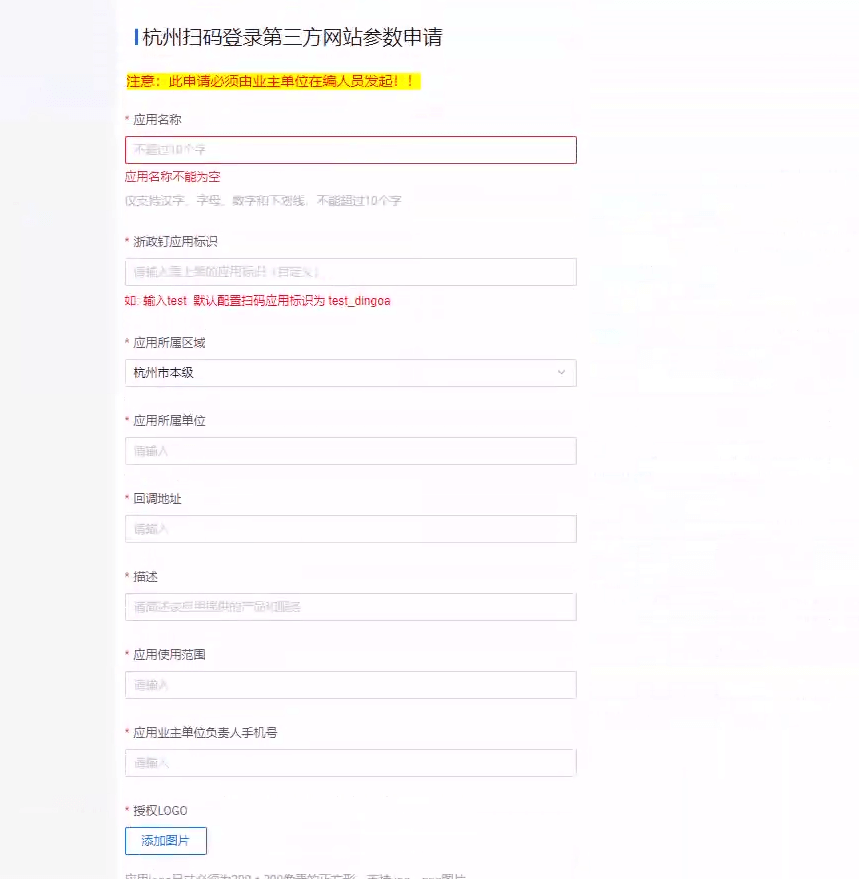 杭州扫码登录第三方网站参数申请
注意：此申请必须由业主单位在编人员发起！！
* 应用名称
不超过10个字
应用名称不能为空
仅支持汉字、字母、数字和下划线，不能超过10个字
* 浙政钉应用标识
请输入需上架的应用标识（自定义）
如: 输入test 默认配置扫码应用标识为 test_dingoa
* 应用所属区域
杭州市本级
* 应用所属单位
请输入
* 回调地址
请输入
* 描述
请简述该应用提供的产品和服务
* 应用使用范围
请输入
* 应用业主单位负责人手机号
请输入
* 授权LOGO
添加图片